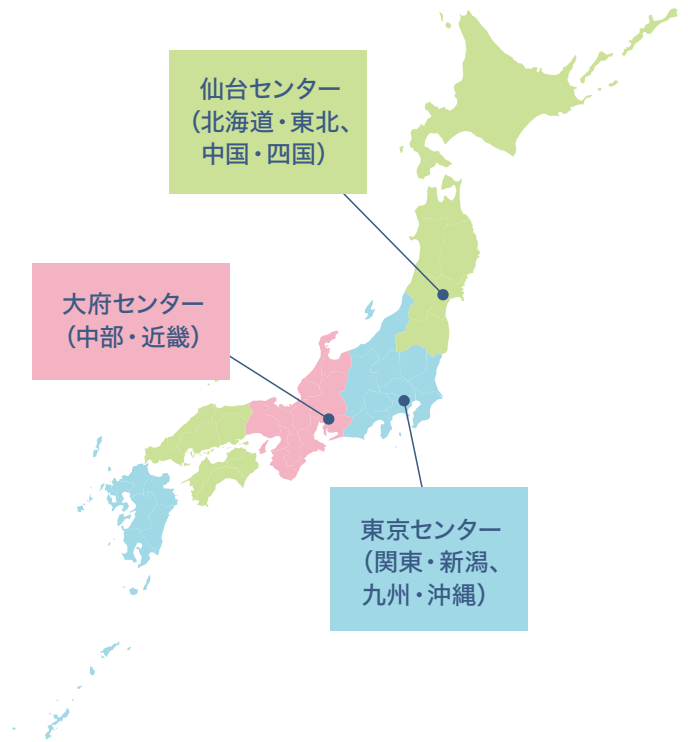 仙台センター
（北海道・東北、
中国・四国）
大府センター
（中部・近畿）
東京センター
（関東・新潟、
九州・沖縄）